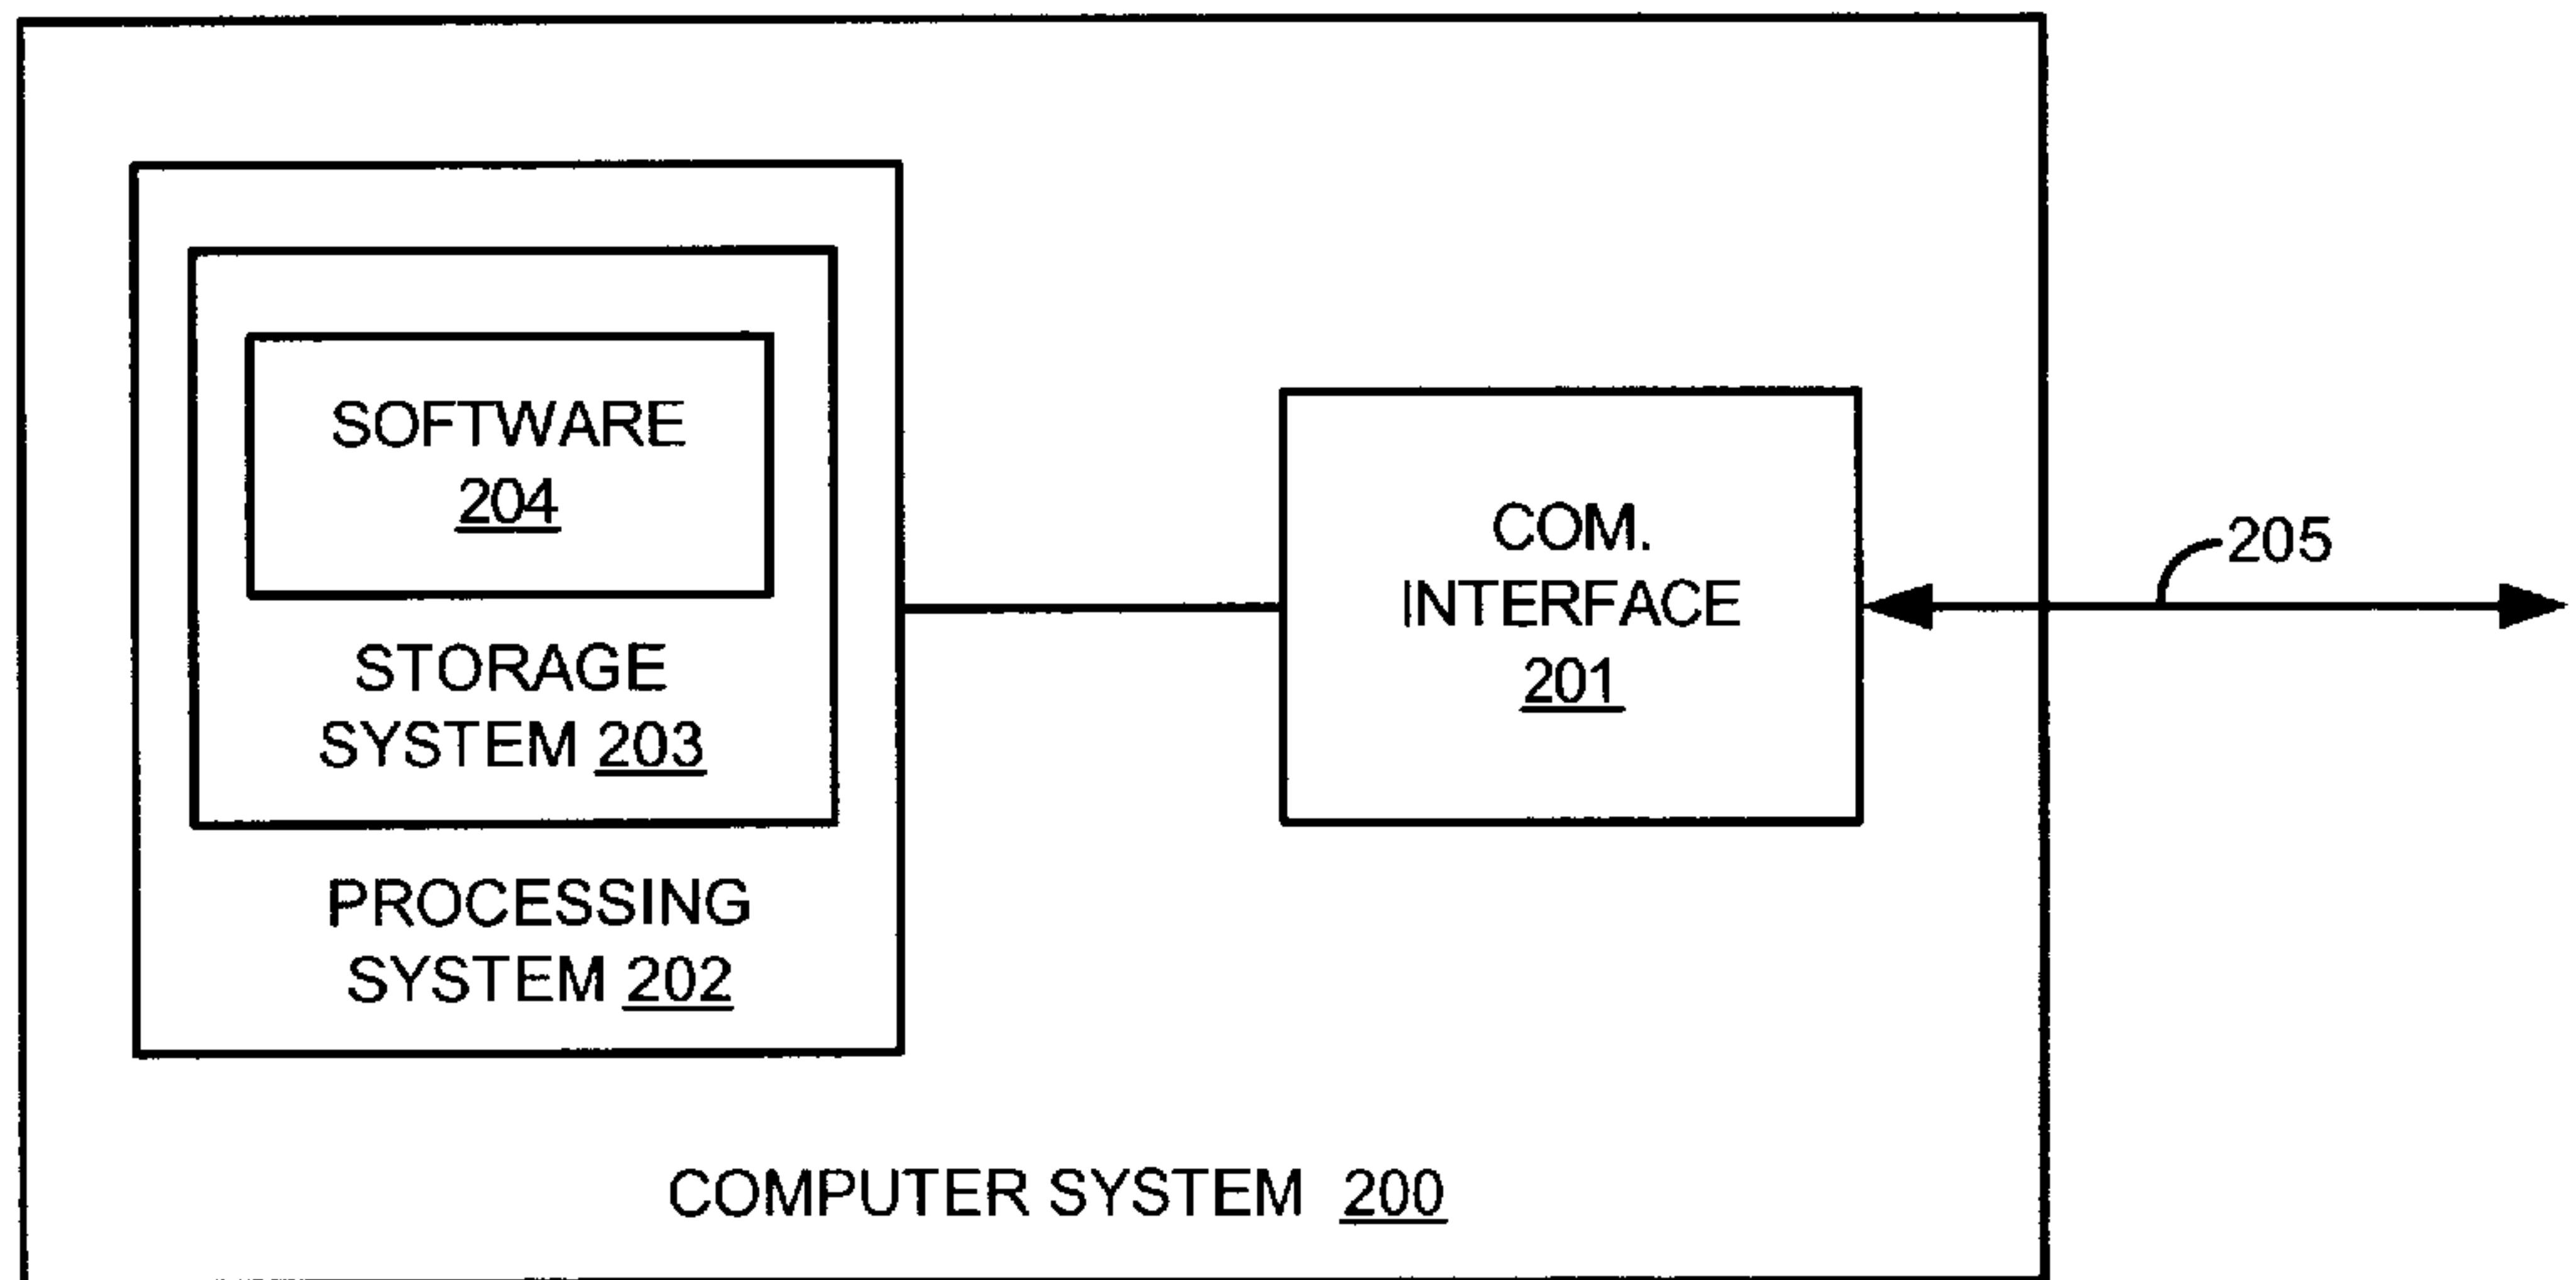 SOFTWARE
204
STORAGE
SYSTEM 203
PROCESSING
SYSTEM 202
COM.
INTERFACE
201
205
COMPUTER SYSTEM 200